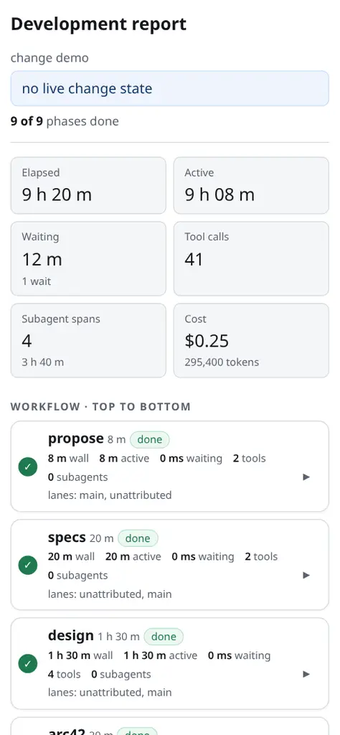 Development report
change demo
no live change state
9 of 9 phases done
Elapsed
9 h 20 m
Active
9 h 08 m
Waiting
12 m
1 wait
Tool calls
41
Subagent spans
4
3 h 40 m
Cost
$0.25
295,400 tokens
WORKFLOW · TOP TO BOTTOM
propose 8 m done
8 m wall 8 m active 0 ms waiting 2 tools
0 subagents
lanes: main, unattributed
specs 20 m done
20 m wall 20 m active 0 ms waiting 2 tools
0 subagents
lanes: unattributed, main
design 1 h 30 m done
1 h 30 m wall 1 h 30 m active 0 ms waiting
4 tools 0 subagents
lanes: unattributed, main
arc42 20 m done